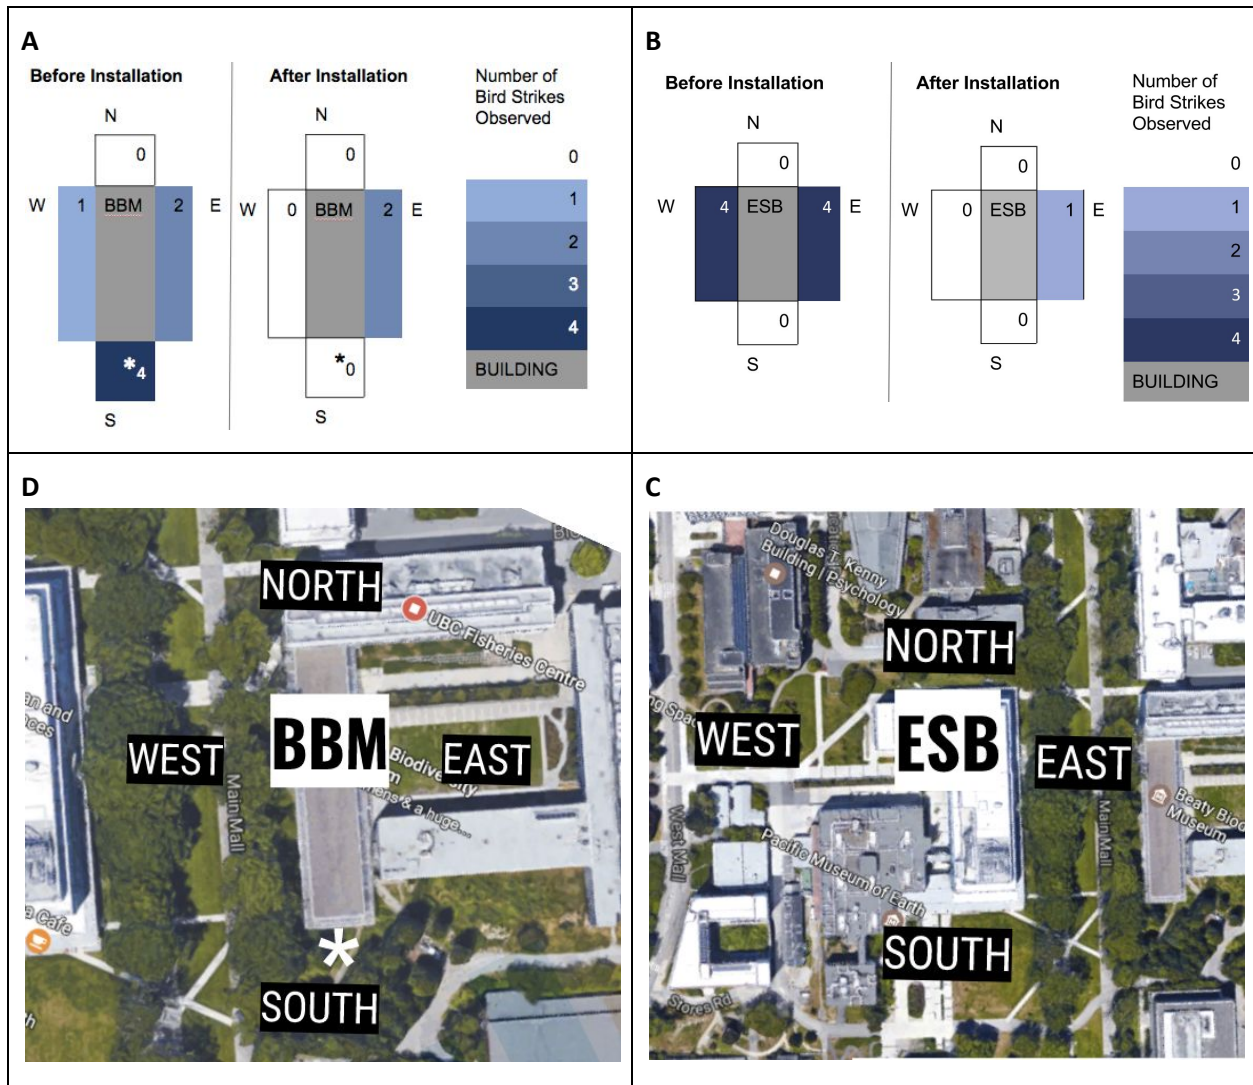 A
Before Installation
After Installation
Number of
Bird Strikes
Observed
N
N
0
0
0
W
1
BBM
2
E
W
0
BBM
2
E
1
2
3
4
BUILDING
*4
*0
S
S
B
Before Installation
After Installation
Number of
Bird Strikes
Observed
N
N
0
0
0
W
4
ESB
4
E
W
0
ESB
1
E
1
2
3
4
BUILDING
0
0
S
S
D
NORTH
UBC Fisheries Centre
BBM
WEST
EAST
Main Mall
an and
*
SOUTH
C
Douglas T. Kenny
Building | Psychology
NORTH
WEST
ESB
EAST
West Mall
Main Mall
Beaty Biod
Museum
Pacific Museum of Earth
SOUTH
Stores Rd